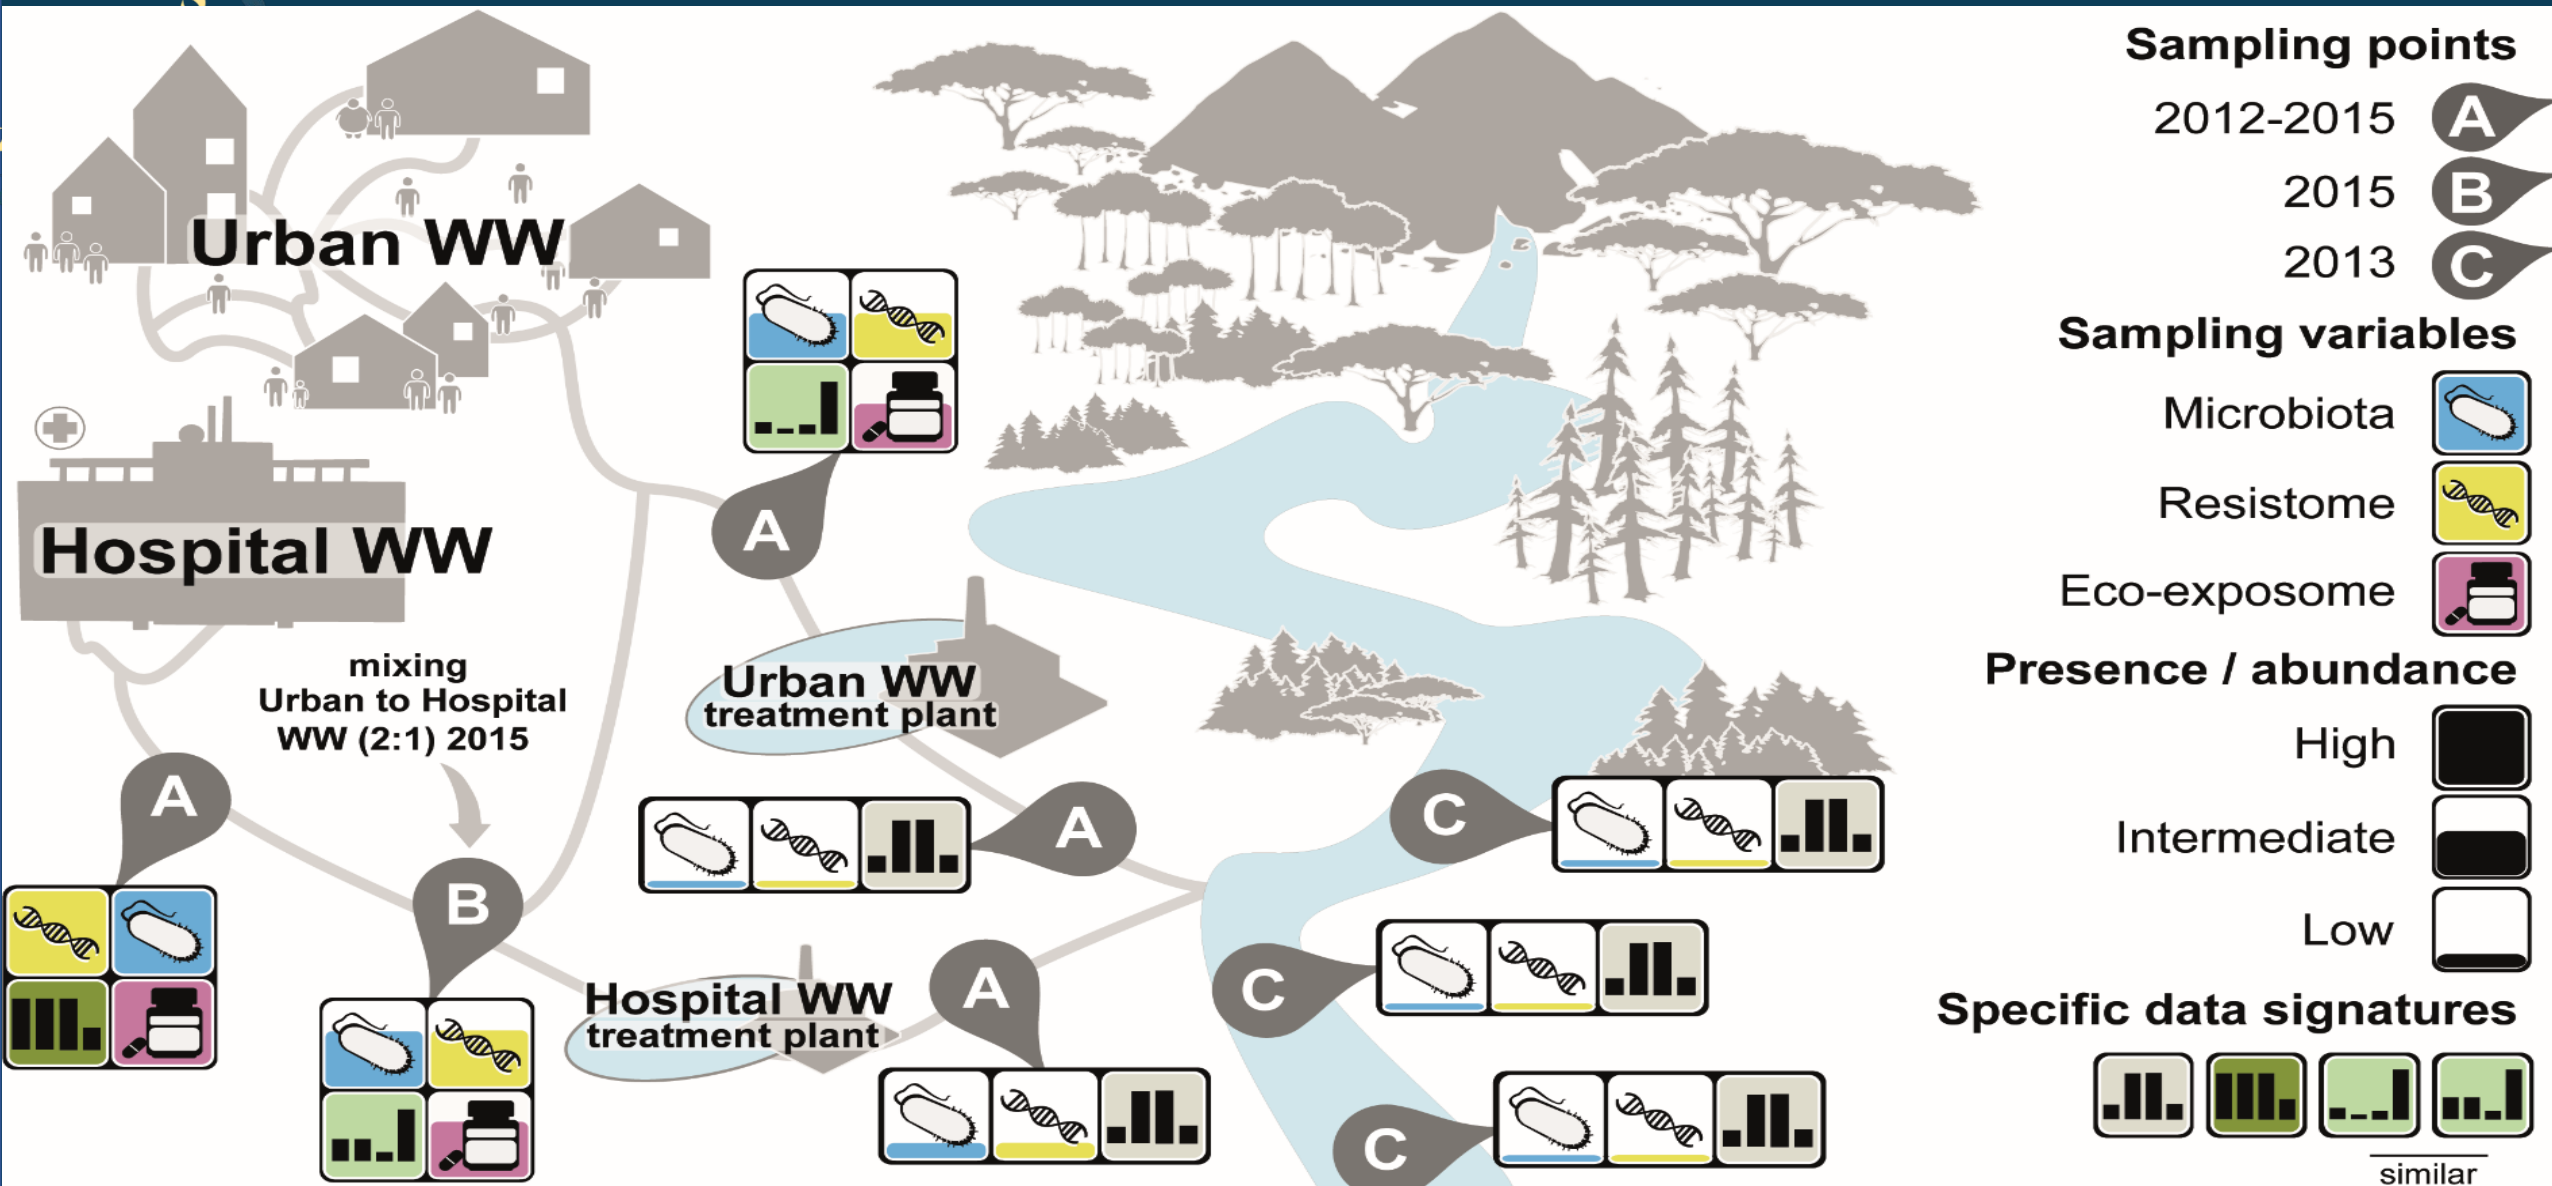 Urban WW
Hospital WW
mixing
Urban to Hospital
WW (2:1) 2015
A
A
B
Urban WW
treatment plant
A
Hospital WW
treatment plant
A
C
C
C
Sampling points
2012-2015 A
2015 B
2013 C
Sampling variables
Microbiota
Resistome
Eco-exposome
Presence / abundance
High
Intermediate
Low
Specific data signatures
similar